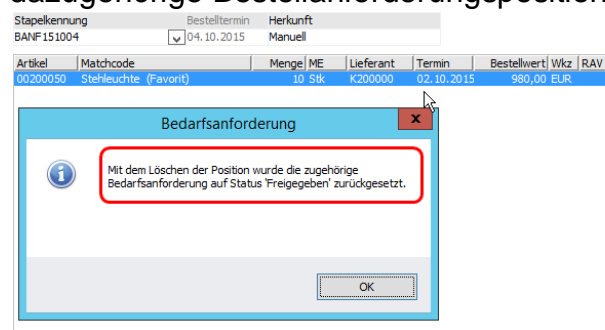 dazugehörige Bestellanforderungsposition
Stapelkennung Bestelltermin Herkunft
BANF151004 04.10.2015 Manuell
Artikel Matchcode Menge ME Lieferant Termin Bestellwert Wkz RAV
00200050 Stehleuchte (Favorit) 10 Stk K200000 02.10.2015 980,00 EUR
Bedarfsanforderung x
Mit dem Löschen der Position wurde die zugehörige
Bedarfsanforderung auf Status 'Freigegeben' zurückgesetzt.
OK